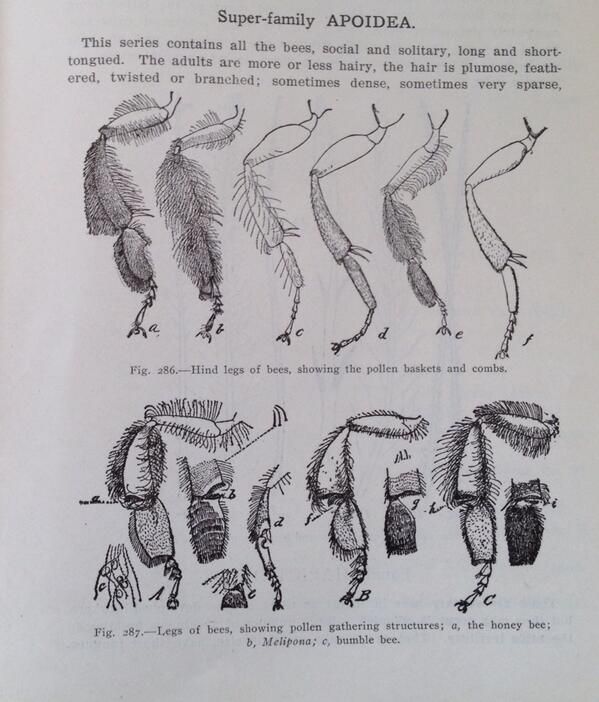 Super-family APOIDEA.
This series contains all the bees, social and solitary, long and short-
tongued. The adults are more or less hairy, the hair is plumose, feath-
ered, twisted or branched; sometimes dense, sometimes very sparse,
a b c d e f
Fig. 286.—Hind legs of bees, showing the pollen baskets and combs.
a b d f g h i
c A c B C
Fig. 287.—Legs of bees, showing pollen gathering structures; a, the honey bee;
b, Melipona; c, bumble bee.